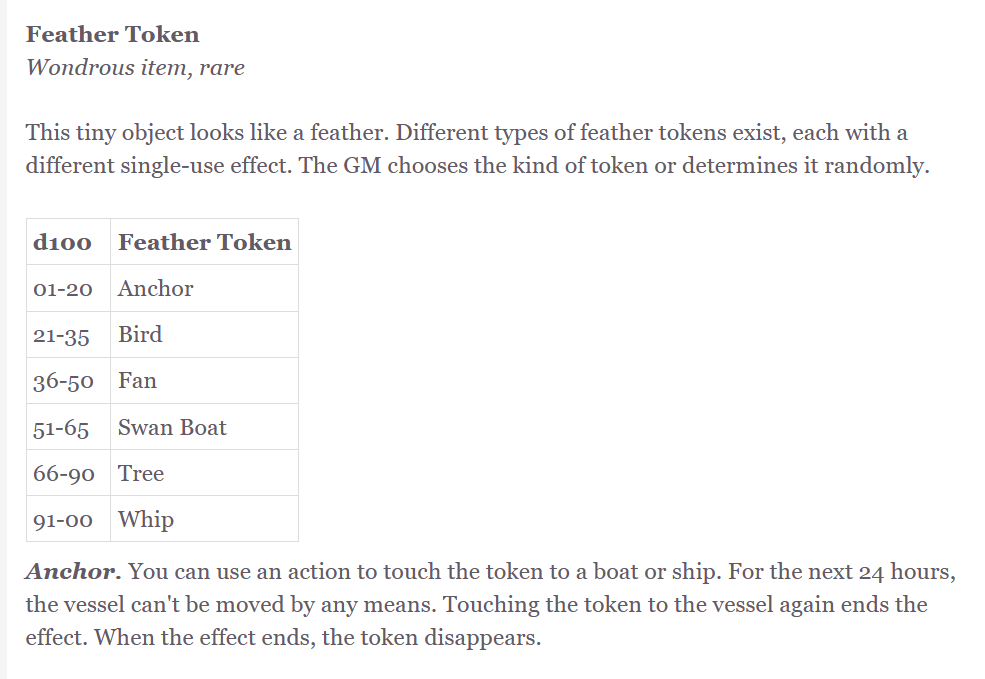 Feather Token
Wondrous item, rare
This tiny object looks like a feather. Different types of feather tokens exist, each with a
different single-use effect. The GM chooses the kind of token or determines it randomly.
d100 Feather Token
01-20 Anchor
21-35 Bird
36-50 Fan
51-65 Swan Boat
66-90 Tree
91-00 Whip
Anchor. You can use an action to touch the token to a boat or ship. For the next 24 hours,
the vessel can't be moved by any means. Touching the token to the vessel again ends the
effect. When the effect ends, the token disappears.